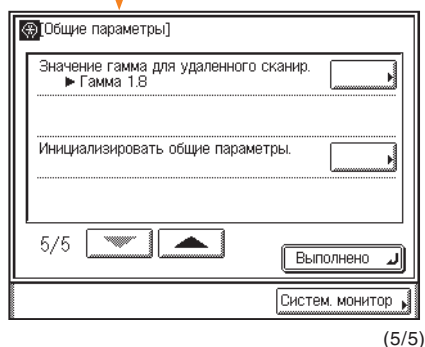 [Общие параметры]
Значение гамма для удаленного сканир.
► Гамма 1.8
Инициализировать общие параметры.
5/5
Выполнено
Систем. монитор
(5/5)